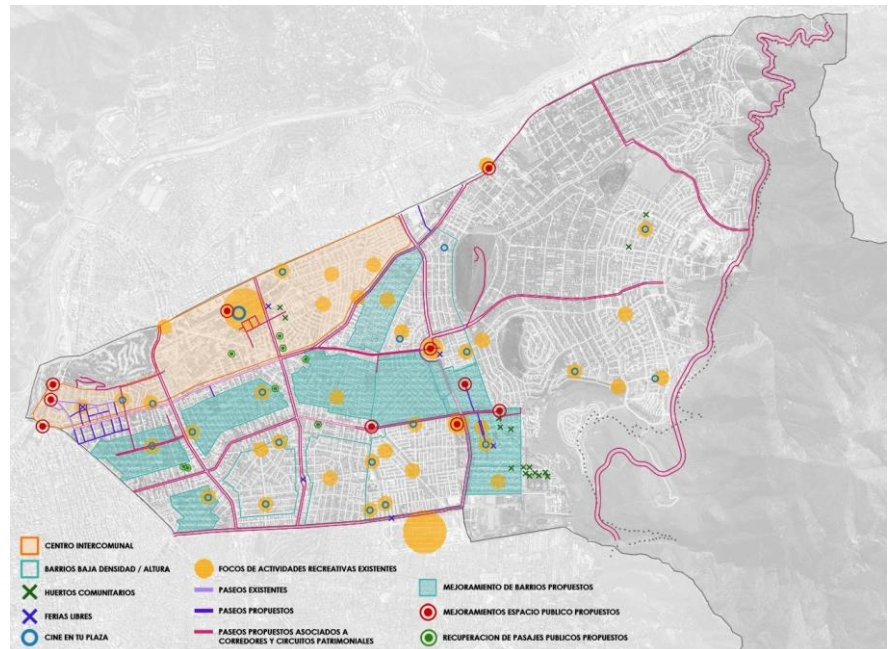 CENTRO INTERCOMUNAL
BARRIOS BAJA DENSIDAD / ALTURA
HUERTOS COMUNITARIOS
FERIAS LIBRES
CINE EN TU PLAZA
FOCOS DE ACTIVIDADES RECREATIVAS EXISTENTES
PASEOS EXISTENTES
PASEOS PROPUESTOS
PASEOS PROPUESTOS ASOCIADOS A
CORREDORES Y CIRCUITOS PATRIMONIALES
MEJORAMIENTO DE BARRIOS PROPUESTOS
MEJORAMIENTOS ESPACIO PUBLICO PROPUESTOS
RECUPERACION DE PASAJES PUBLICOS PROPUESTOS